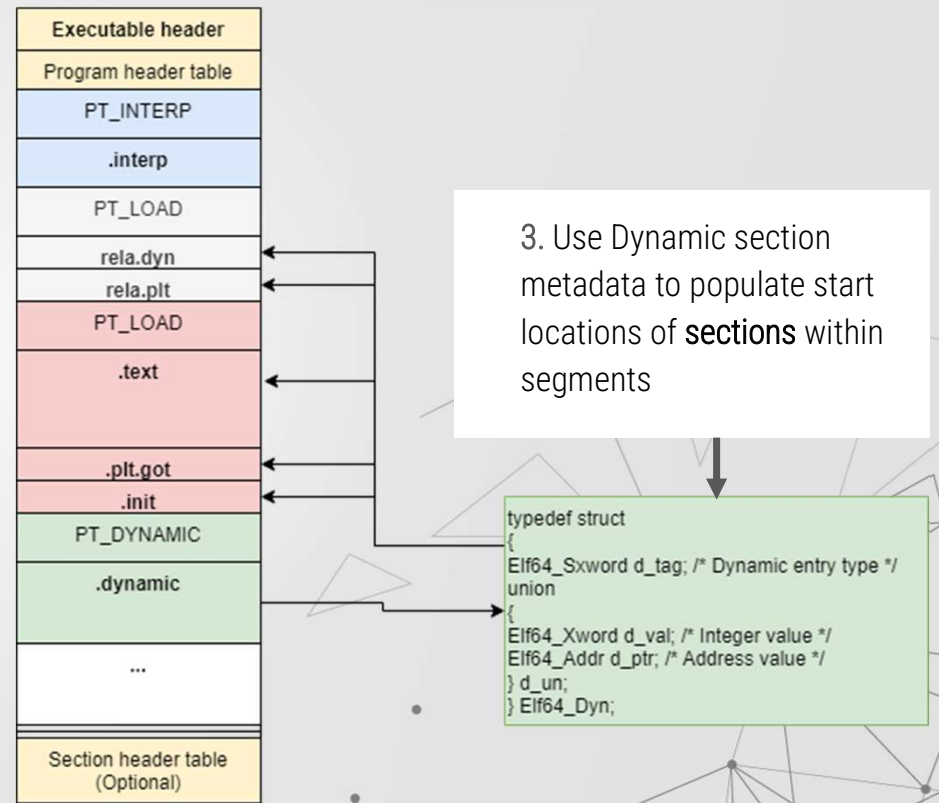 Executable header
Program header table
PT_INTERP
.interp
PT_LOAD
rela.dyn
rela.plt
PT_LOAD
.text
.plt.got
.init
PT_DYNAMIC
.dynamic
...
Section header table
(Optional)
3. Use Dynamic section
metadata to populate start
locations of sections within
segments
typedef struct
{
Elf64_Sxword d_tag; /* Dynamic entry type */
union
{
Elf64_Xword d_val; /* Integer value */
Elf64_Addr d_ptr; /* Address value */
} d_un;
} Elf64_Dyn;